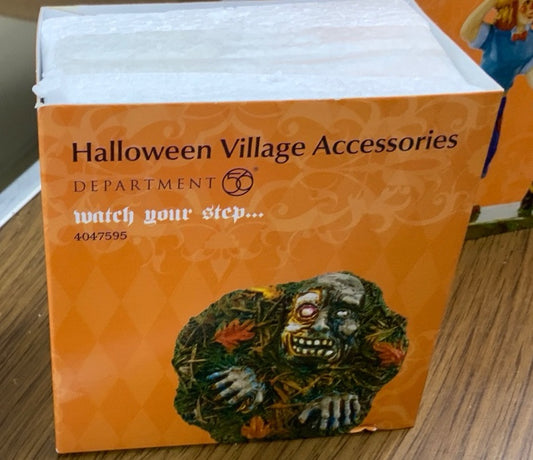 Halloween Village Accessories
DEPARTMENT 56®
watch your step...
4047595